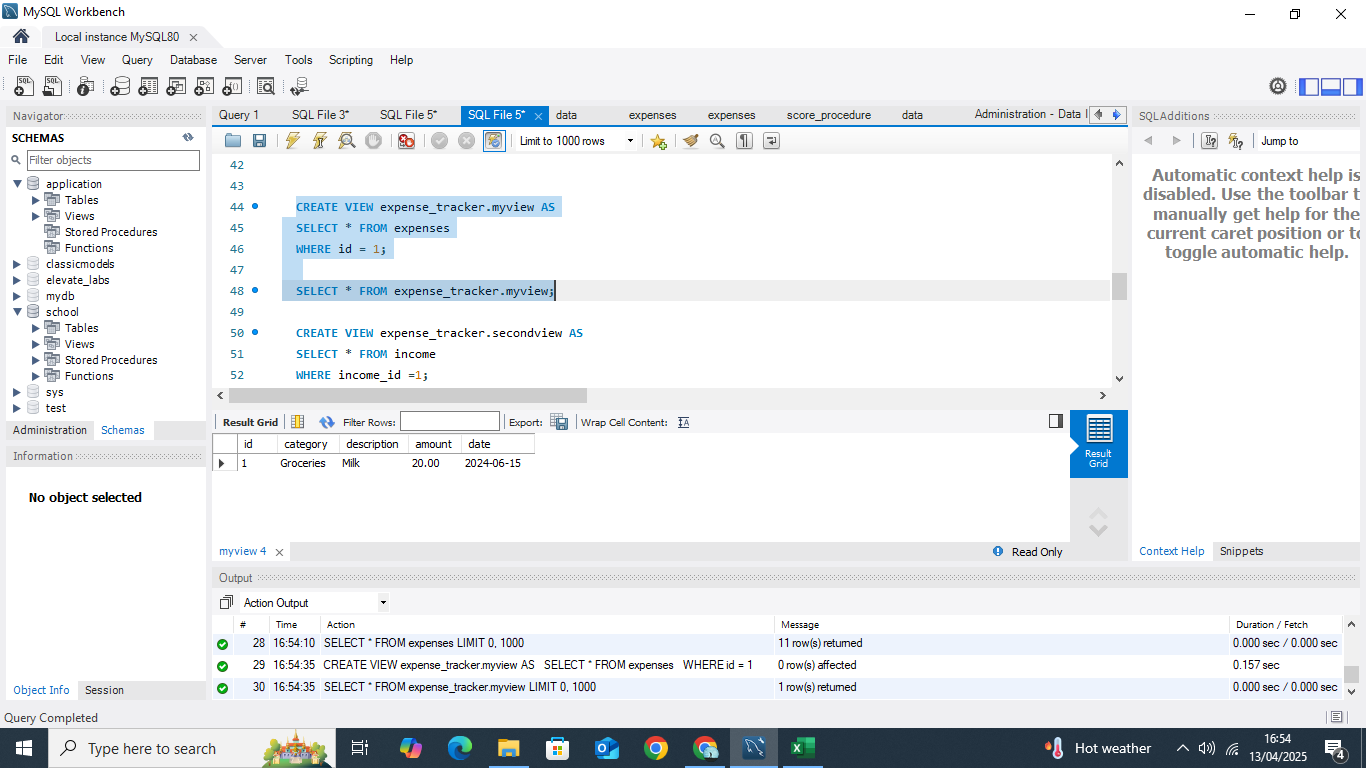 MySQL Workbench
Local instance MySQL80
File Edit View Query Database Server Tools Scripting Help
Navigator
SCHEMAS
Filter objects
application
Tables
Views
Stored Procedures
Functions
classicmodels
elevate_labs
mydb
school
Tables
Views
Stored Procedures
Functions
sys
test
Administration Schemas
Information
No object selected
Object Info Session
Query 1 SQL File 3* SQL File 5* SQL File 5* data expenses expenses score_procedure data Administration - Data I
Limit to 1000 rows
42
43
44 CREATE VIEW expense_tracker.myview AS
45 SELECT * FROM expenses
46 WHERE id = 1;
47
48 SELECT * FROM expense_tracker.myview;
49
50 CREATE VIEW expense_tracker.secondview AS
51 SELECT * FROM income
52 WHERE income_id =1;
Result Grid Filter Rows: Export: Wrap Cell Content:
id category description amount date
1 Groceries Milk 20.00 2024-06-15
Result
Grid
myview 4 Read Only
Output
Action Output
# Time Action Message Duration / Fetch
28 16:54:10 SELECT * FROM expenses LIMIT 0, 1000 11 row(s) returned 0.000 sec / 0.000 sec
29 16:54:35 CREATE VIEW expense_tracker.myview AS SELECT * FROM expenses WHERE id = 1 0 row(s) affected 0.157 sec
30 16:54:35 SELECT * FROM expense_tracker.myview LIMIT 0, 1000 1 row(s) returned 0.000 sec / 0.000 sec
SQLAdditions
Jump to
Automatic context help is
disabled. Use the toolbar t
manually get help for the
current caret position or to
toggle automatic help.
Context Help Snippets
Query Completed
Type here to search
Hot weather
16:54
13/04/2025
4